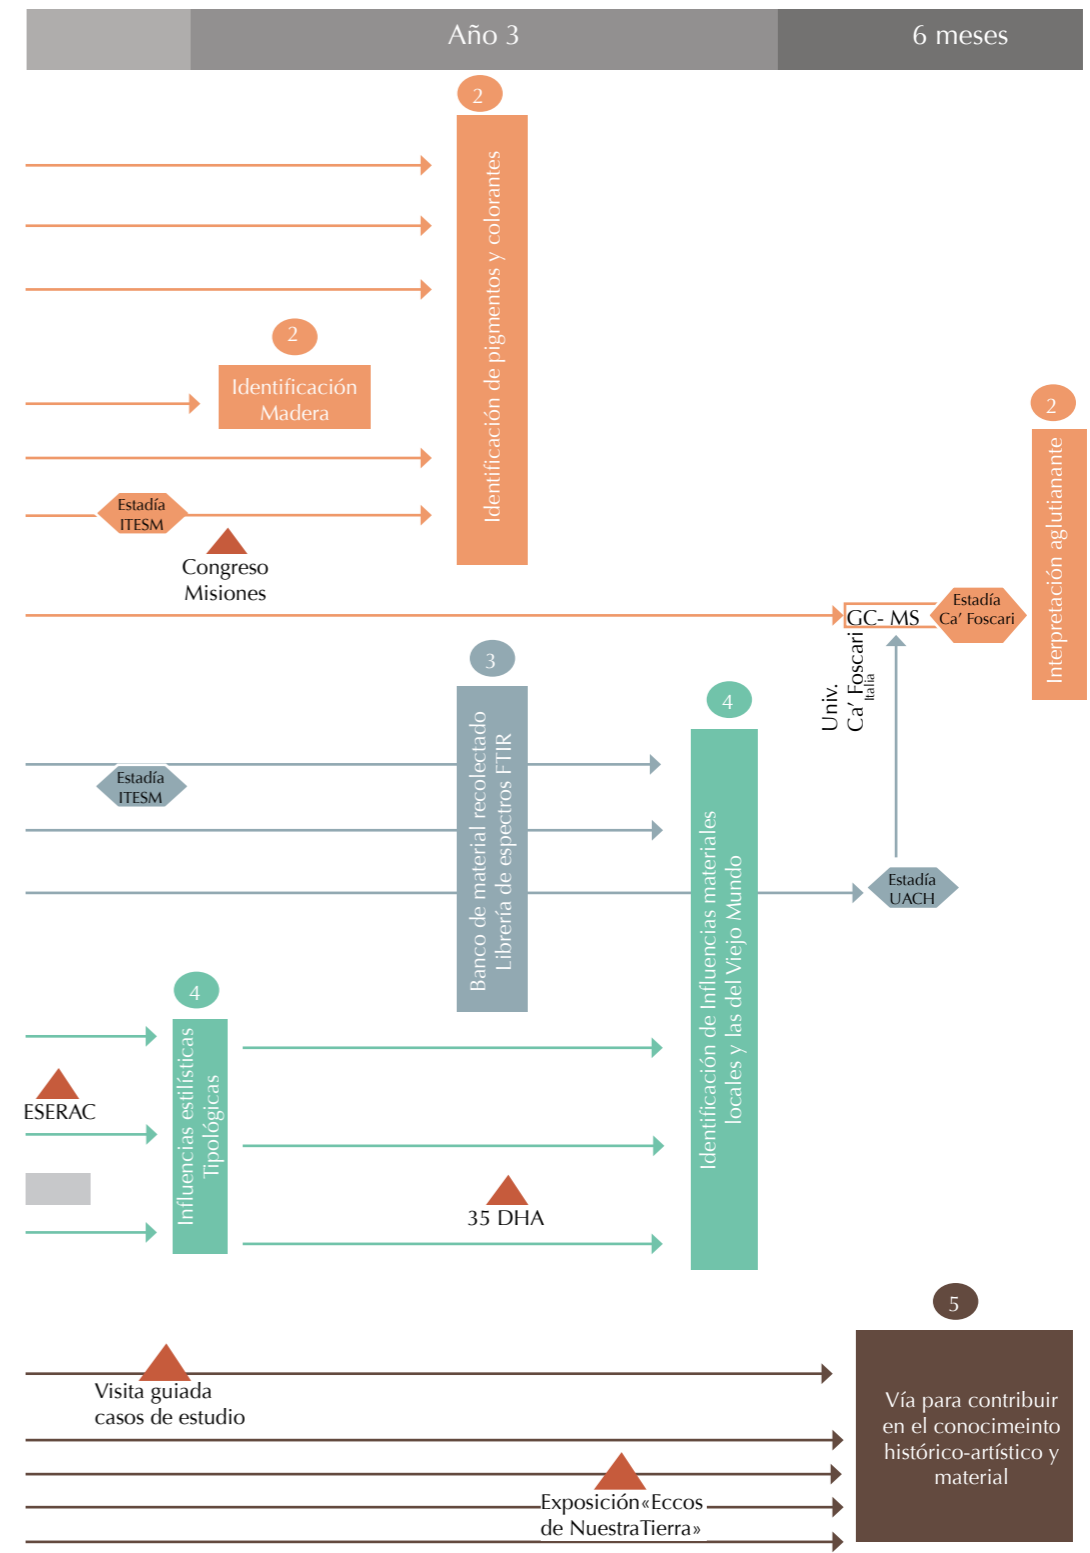 Año 3
6 meses
2
Identificación de pigmentos y colorantes
2
Identificación
Madera
2
Interpretación aglutianante
Estadía
ITESM
Congreso
Misiones
GC- MS
Estadía
Ca' Foscari
Univ.
Ca' Foscari
Italia
3
Banco de material recolectado
Librería de espectros FTIR
4
Identificación de Influencias materiales
locales y las del Viejo Mundo
Estadía
ITESM
Estadía
UACH
4
Influencias estilísticas
Tipológicas
ESERAC
35 DHA
5
Vía para contribuir
en el conocimeinto
histórico-artístico y
material
Visita guiada
casos de estudio
Exposición«Eccos
de NuestraTierra»